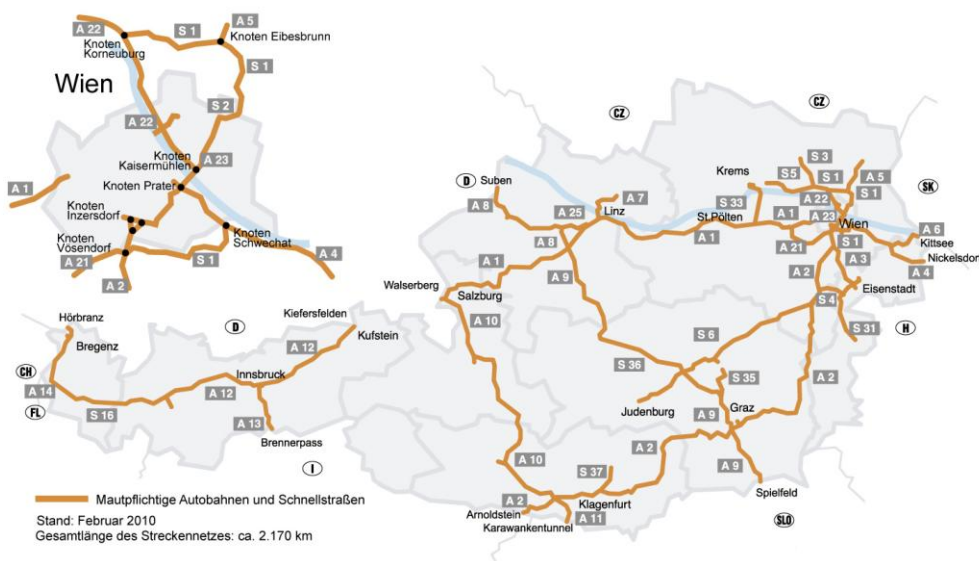 A 22
S 1
A 5
Knoten
Korneuburg
Knoten Eibesbrunn
S 1
Wien
S 2
A 22
Knoten
Kaisermühlen
A 23
Knoten Prater
A 1
Knoten
Inzersdorf
Knoten
Vösendorf
Knoten
Schwechat
A 21
S 1
A 4
A 2
CZ
CZ
D
Suben
A 8
A 25
A 7
Linz
Krems
S 33
S 3
S5
S 1
A 5
S 1
SK
A 22
St.Pölten
A 1
A 23
Wien
A 6
Kittsee
A 8
A 1
A 21
S 1
A 3
Nickelsdorf
A 4
A 1
A 9
A 2
Walserberg
Salzburg
Eisenstadt
S 4
A 10
S 6
S 31
H
S 36
S 35
A 2
Judenburg
Graz
A 9
A 2
A 10
S 37
A 9
Spielfeld
A 2
Klagenfurt
Arnoldstein
A 11
Karawankentunnel
SLO
Hörbranz
D
Kiefersfelden
Bregenz
Kufstein
A 12
CH
Innsbruck
A 14
A 12
FL
S 16
A 13
Brennerpass
I
Mautpflichtige Autobahnen und Schnellstraßen
Stand: Februar 2010
Gesamtlänge des Streckennetzes: ca. 2.170 km